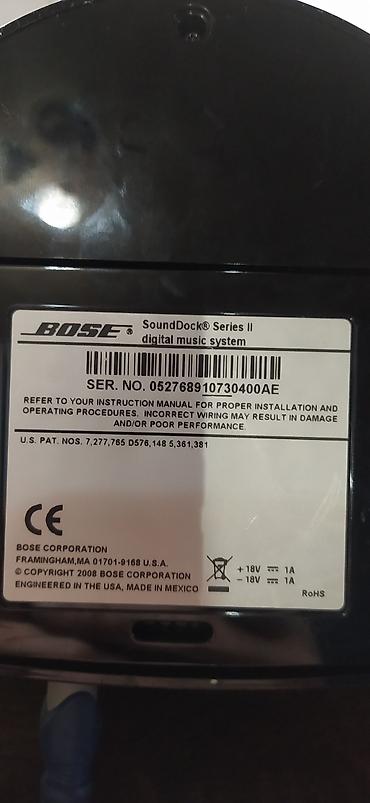 BOSE® SoundDock® Series II
digital music system
SER. NO. 052768910730400AE
REFER TO YOUR INSTRUCTION MANUAL FOR PROPER INSTALLATION AND
OPERATING PROCEDURES. INCORRECT WIRING MAY RESULT IN DAMAGE
AND/OR POOR PERFORMANCE.
U.S. PAT. NOS. 7,277,765 D576,148 5,361,381
CE
BOSE CORPORATION
FRAMINGHAM,MA 01701-9168 U.S.A.
© COPYRIGHT 2008 BOSE CORPORATION
ENGINEERED IN THE USA, MADE IN MEXICO
+ 18V ⎓ 1A
– 18V ⎓ 1A
RoHS